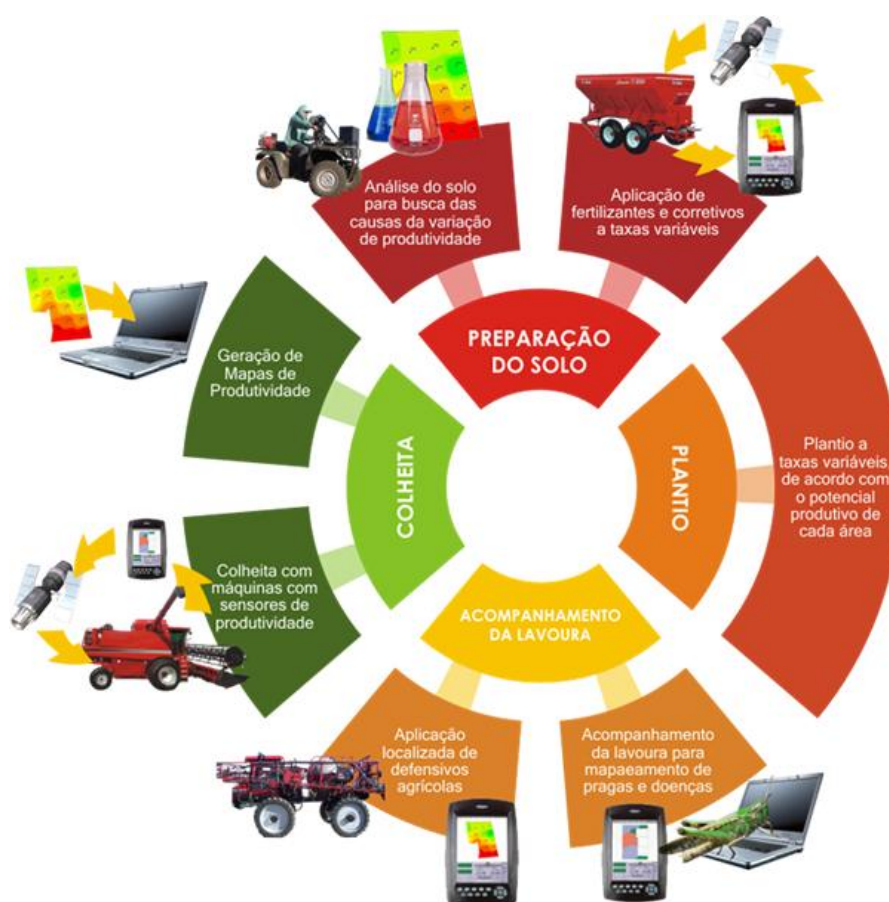 Análise do solo
para busca das
causas da variação
de produtividade
Aplicação de
fertilizantes e corretivos
a taxas variáveis
PREPARAÇÃO
DO SOLO
Geração de
Mapas de
Produtividade
COLHEITA
PLANTIO
Plantio a
taxas variáveis,
de acordo com
o potencial
produtivo de
cada área
Colheita com
máquinas com
sensores de
produtividade
ACOMPANHAMENTO
DA LAVOURA
Aplicação
localizada de
defensivos
agrícolas
Acompanhamento
da lavoura para
mapaeamento de
pragas e doenças